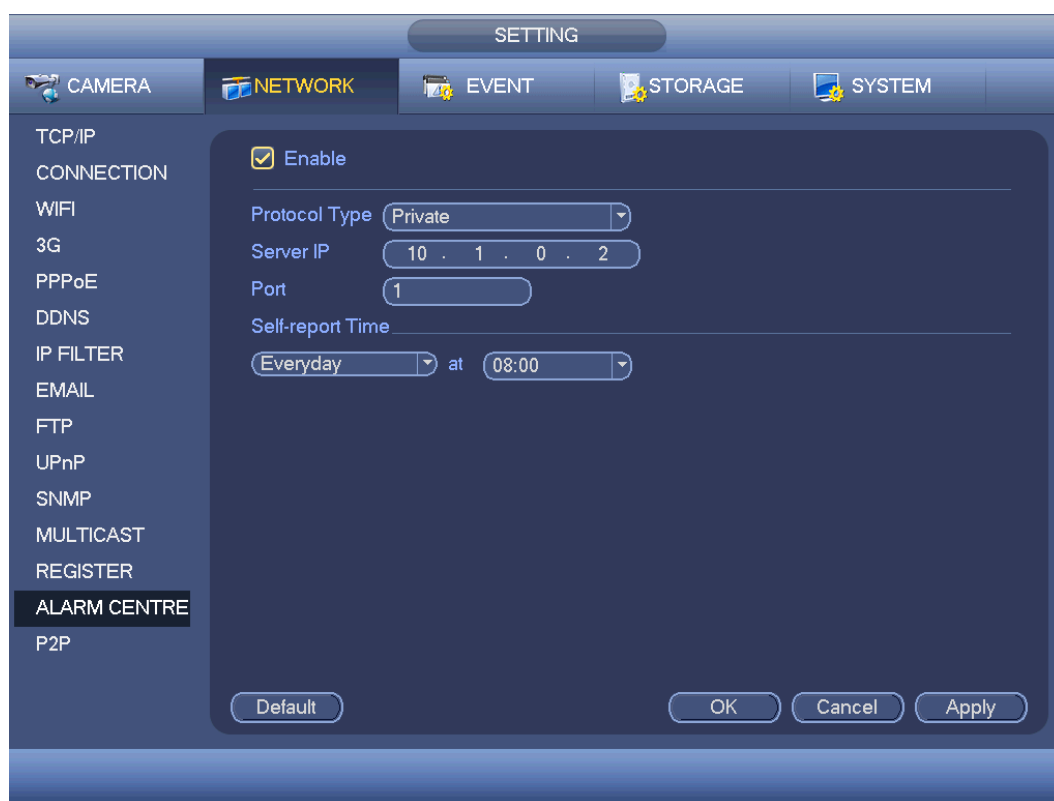 SETTING
CAMERA NETWORK EVENT STORAGE SYSTEM
TCP/IP
CONNECTION
WIFI
3G
PPPoE
DDNS
IP FILTER
EMAIL
FTP
UPnP
SNMP
MULTICAST
REGISTER
ALARM CENTRE
P2P
Enable
Protocol Type Private
Server IP 10 . 1 . 0 . 2
Port 1
Self-report Time
Everyday at 08:00
Default OK Cancel Apply